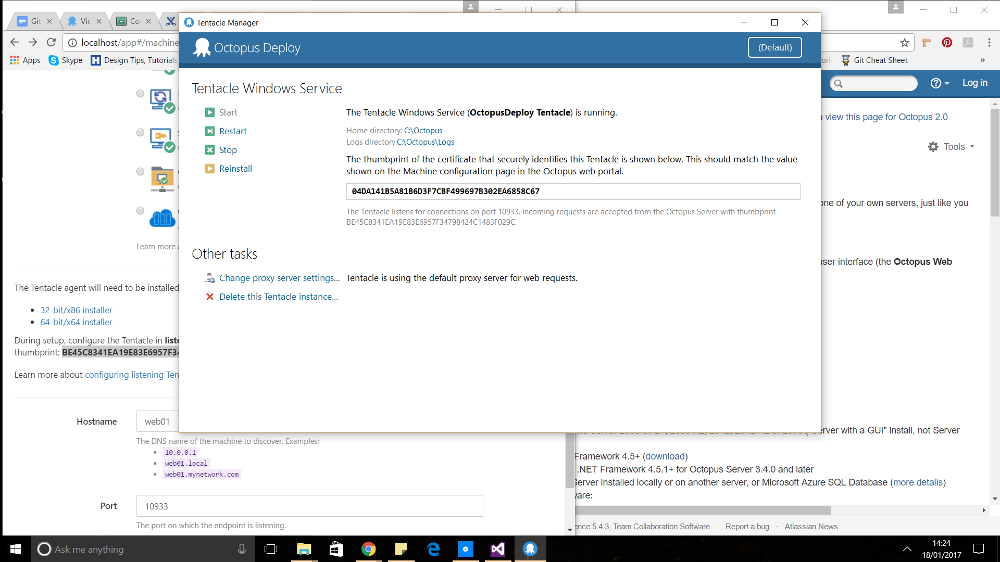 Git
Vic
Co
Tentacle Manager
localhost/app#/machine
Octopus Deploy
(Default)
Apps
Skype
Design Tips, Tutorials
Git Cheat Sheet
»
Log in
Tentacle Windows Service
Start
Restart
Stop
Reinstall
The Tentacle Windows Service (OctopusDeploy Tentacle) is running.
Home directory: C:\Octopus
Logs directory:C:\Octopus\Logs
The thumbprint of the certificate that securely identifies this Tentacle is shown below. This should match the value
shown on the Machine configuration page in the Octopus web portal.
04DA141B5A81B6D3F7CBF499697B302EA6858C67
The Tentacle listens for connections on port 10933. Incoming requests are accepted from the Octopus Server with thumbprint
BE45C8341EA19E83E6957F34798424C1483F029C.
Other tasks
Change proxy server settings... Tentacle is using the default proxy server for web requests.
Delete this Tentacle instance...
view this page for Octopus 2.0
Tools
one of your own servers, just like you
user interface (the Octopus Web
Learn more
The Tentacle agent will need to be installed
• 32-bit/x86 installer
• 64-bit/x64 installer
During setup, configure the Tentacle in liste
thumbprint: BE45C8341EA19E83E6957F34
Learn more about configuring listening Ten
Hostname
web01
The DNS name of the machine to discover. Examples:
• 10.0.0.1
• web01.local
• web01.mynetwork.com
Port
10933
The port on which the endpoint is listening.
Server with a GUI" install, not Server
Framework 4.5+ (download)
.NET Framework 4.5.1+ for Octopus Server 3.4.0 and later
Server installed locally or on another server, or Microsoft Azure SQL Database (more details)
ware:
ence 5.4.3, Team Collaboration Software · Report a bug · Atlassian News
Ask me anything
14:24
18/01/2017